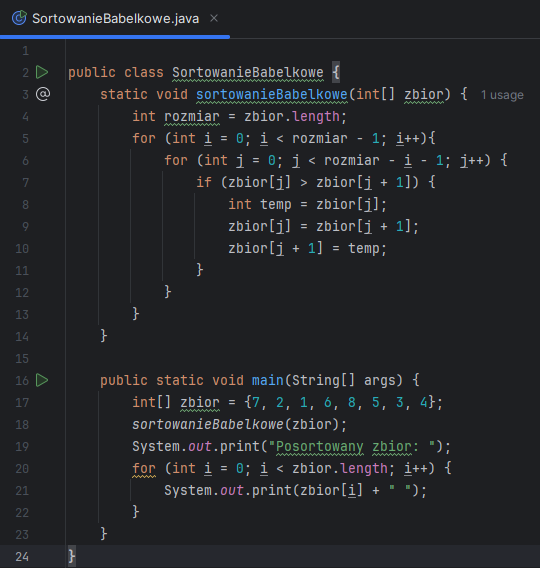 SortowanieBabelkowe.java ×
1
2 public class SortowanieBabelkowe {
3 @ static void sortowanieBabelkowe(int[] zbior) { 1 usage
4 int rozmiar = zbior.length;
5 for (int i = 0; i < rozmiar - 1; i++){
6 for (int j = 0; j < rozmiar - i - 1; j++) {
7 if (zbior[j] > zbior[j + 1]) {
8 int temp = zbior[j];
9 zbior[j] = zbior[j + 1];
10 zbior[j + 1] = temp;
11 }
12 }
13 }
14 }
15
16 public static void main(String[] args) {
17 int[] zbior = {7, 2, 1, 6, 8, 5, 3, 4};
18 sortowanieBabelkowe(zbior);
19 System.out.print("Posortowany zbior: ");
20 for (int i = 0; i < zbior.length; i++) {
21 System.out.print(zbior[i] + " ");
22 }
23 }
24 }